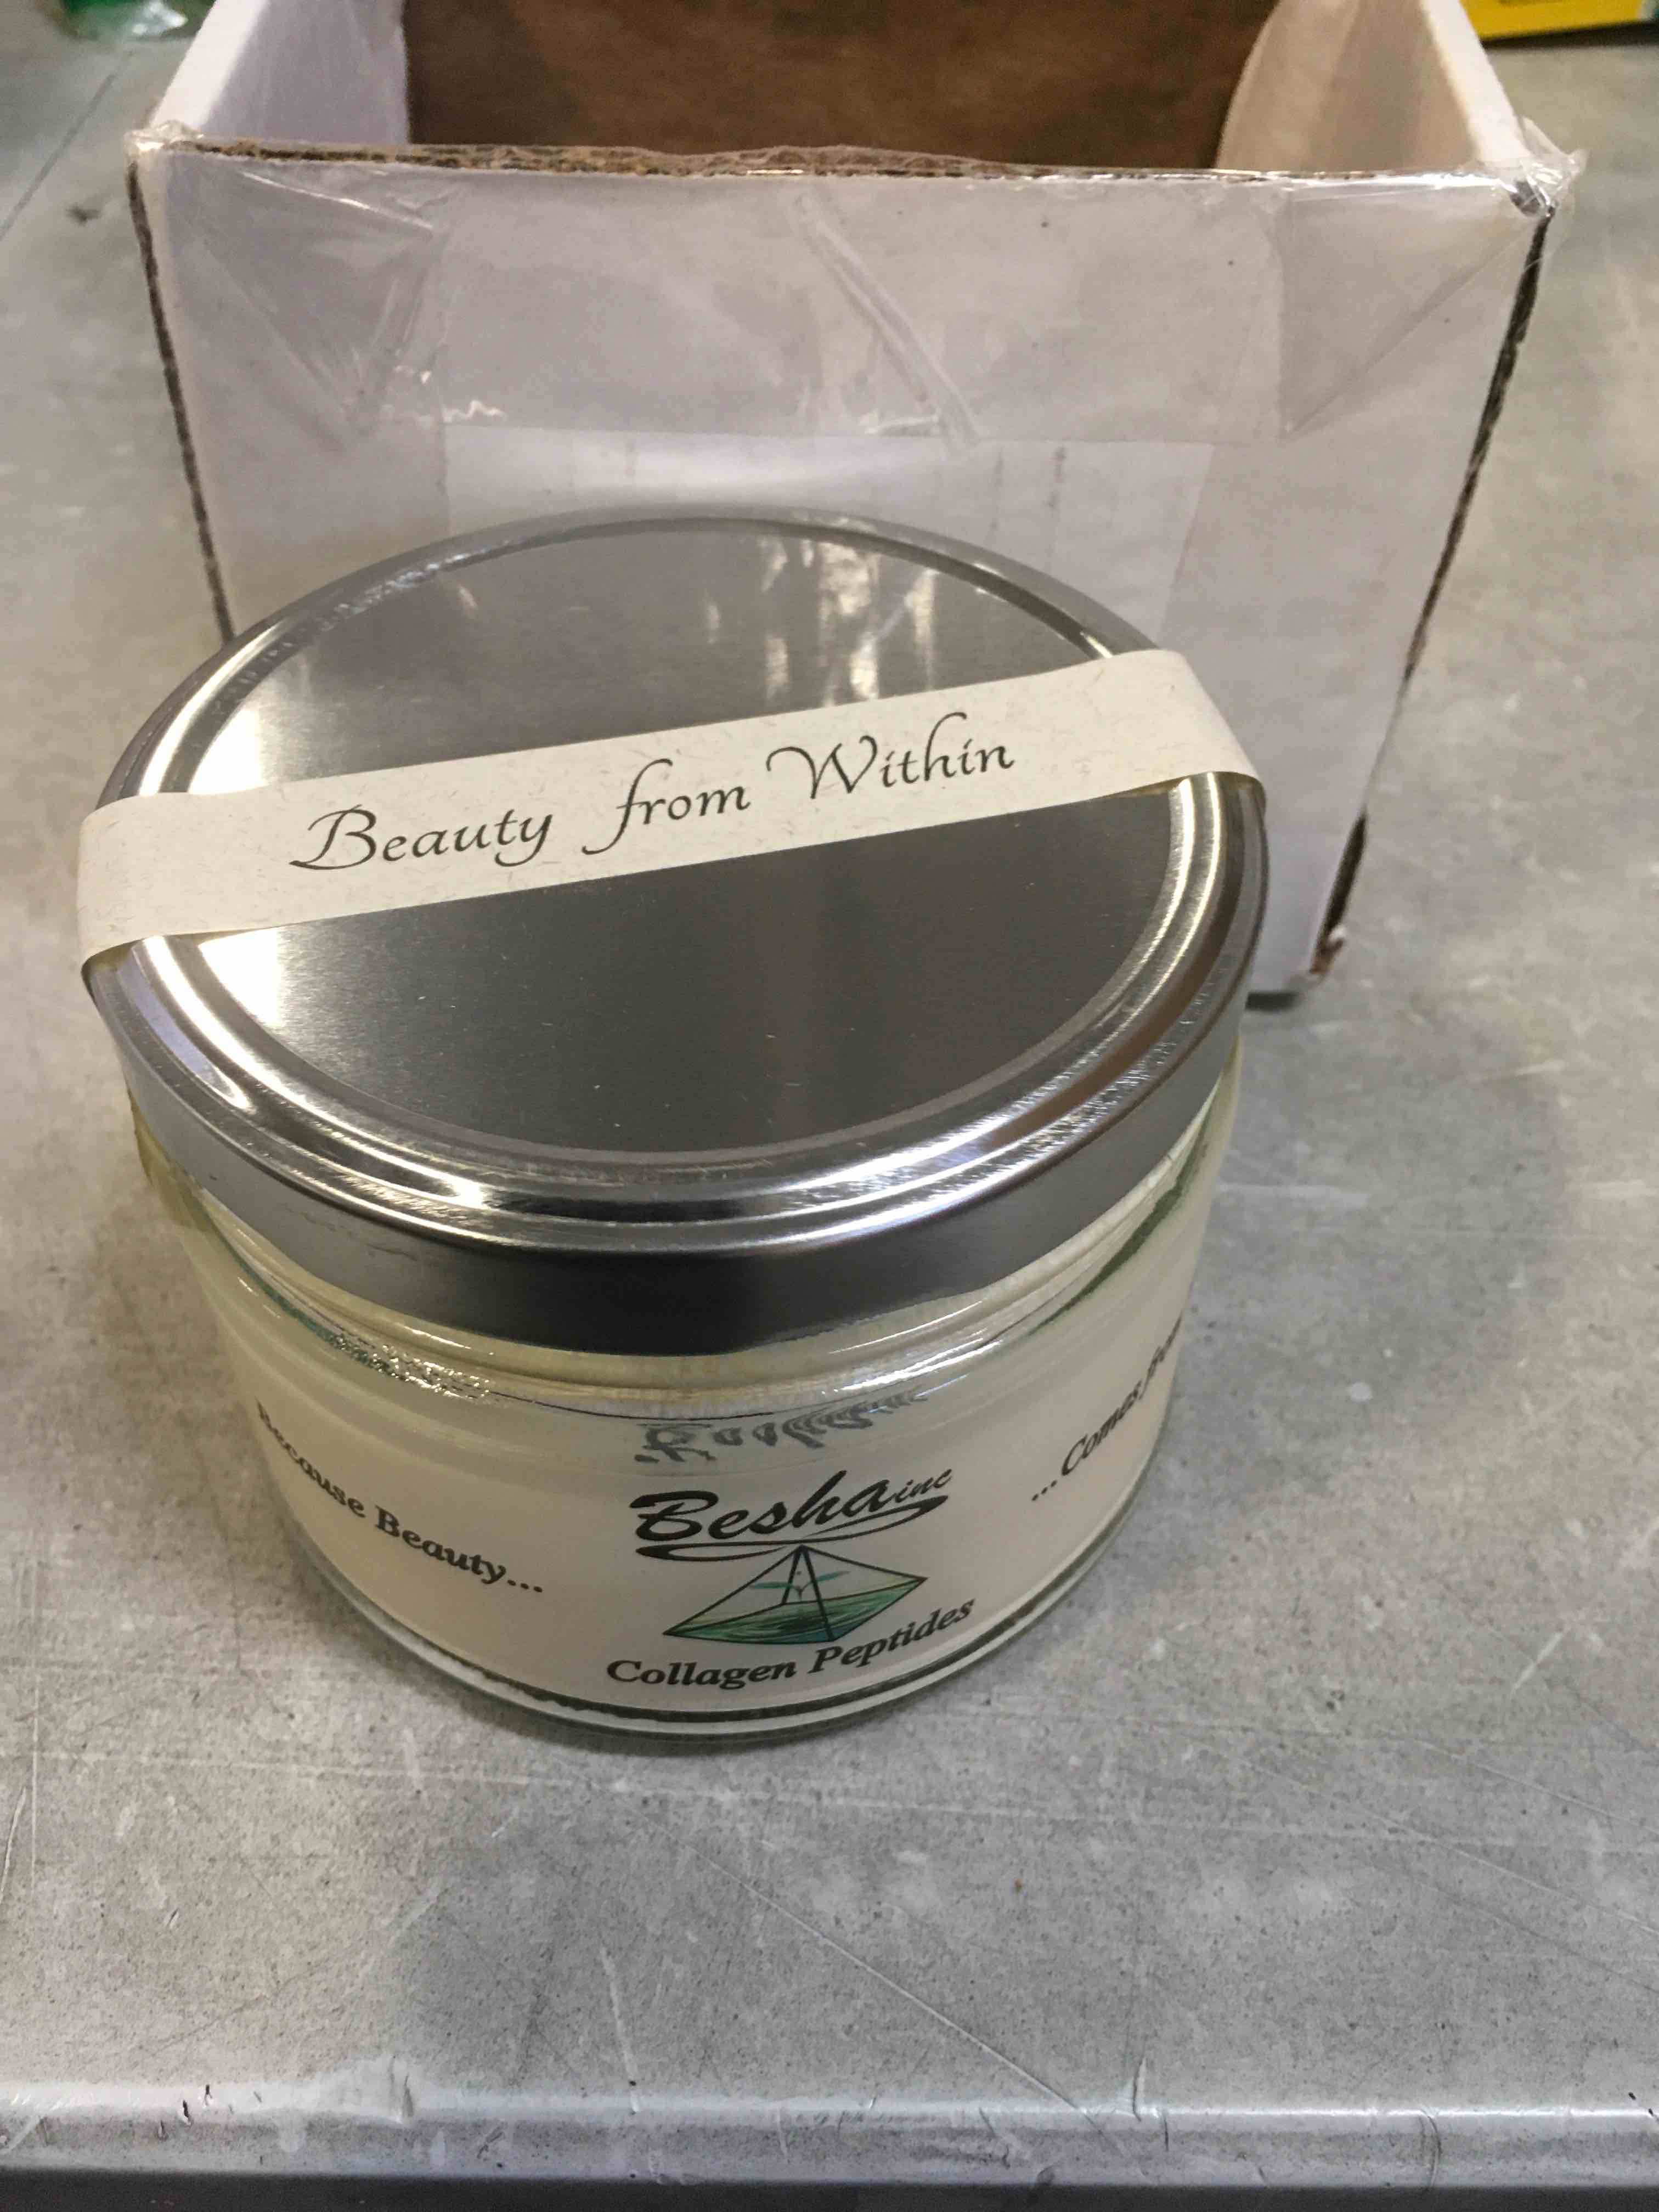 Beauty from Within
Because Beauty...
Besha inc
Collagen Peptides
...Comes